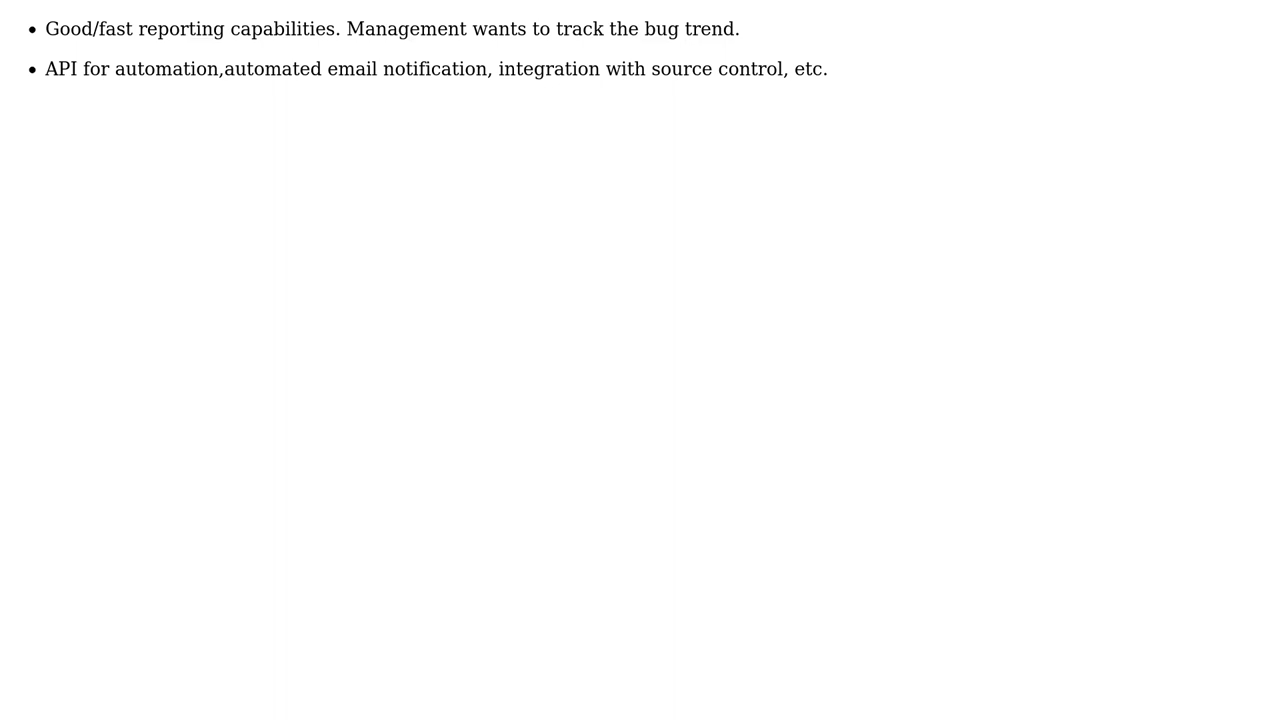 • Good/fast reporting capabilities. Management wants to track the bug trend.
• API for automation,automated email notification, integration with source control, etc.